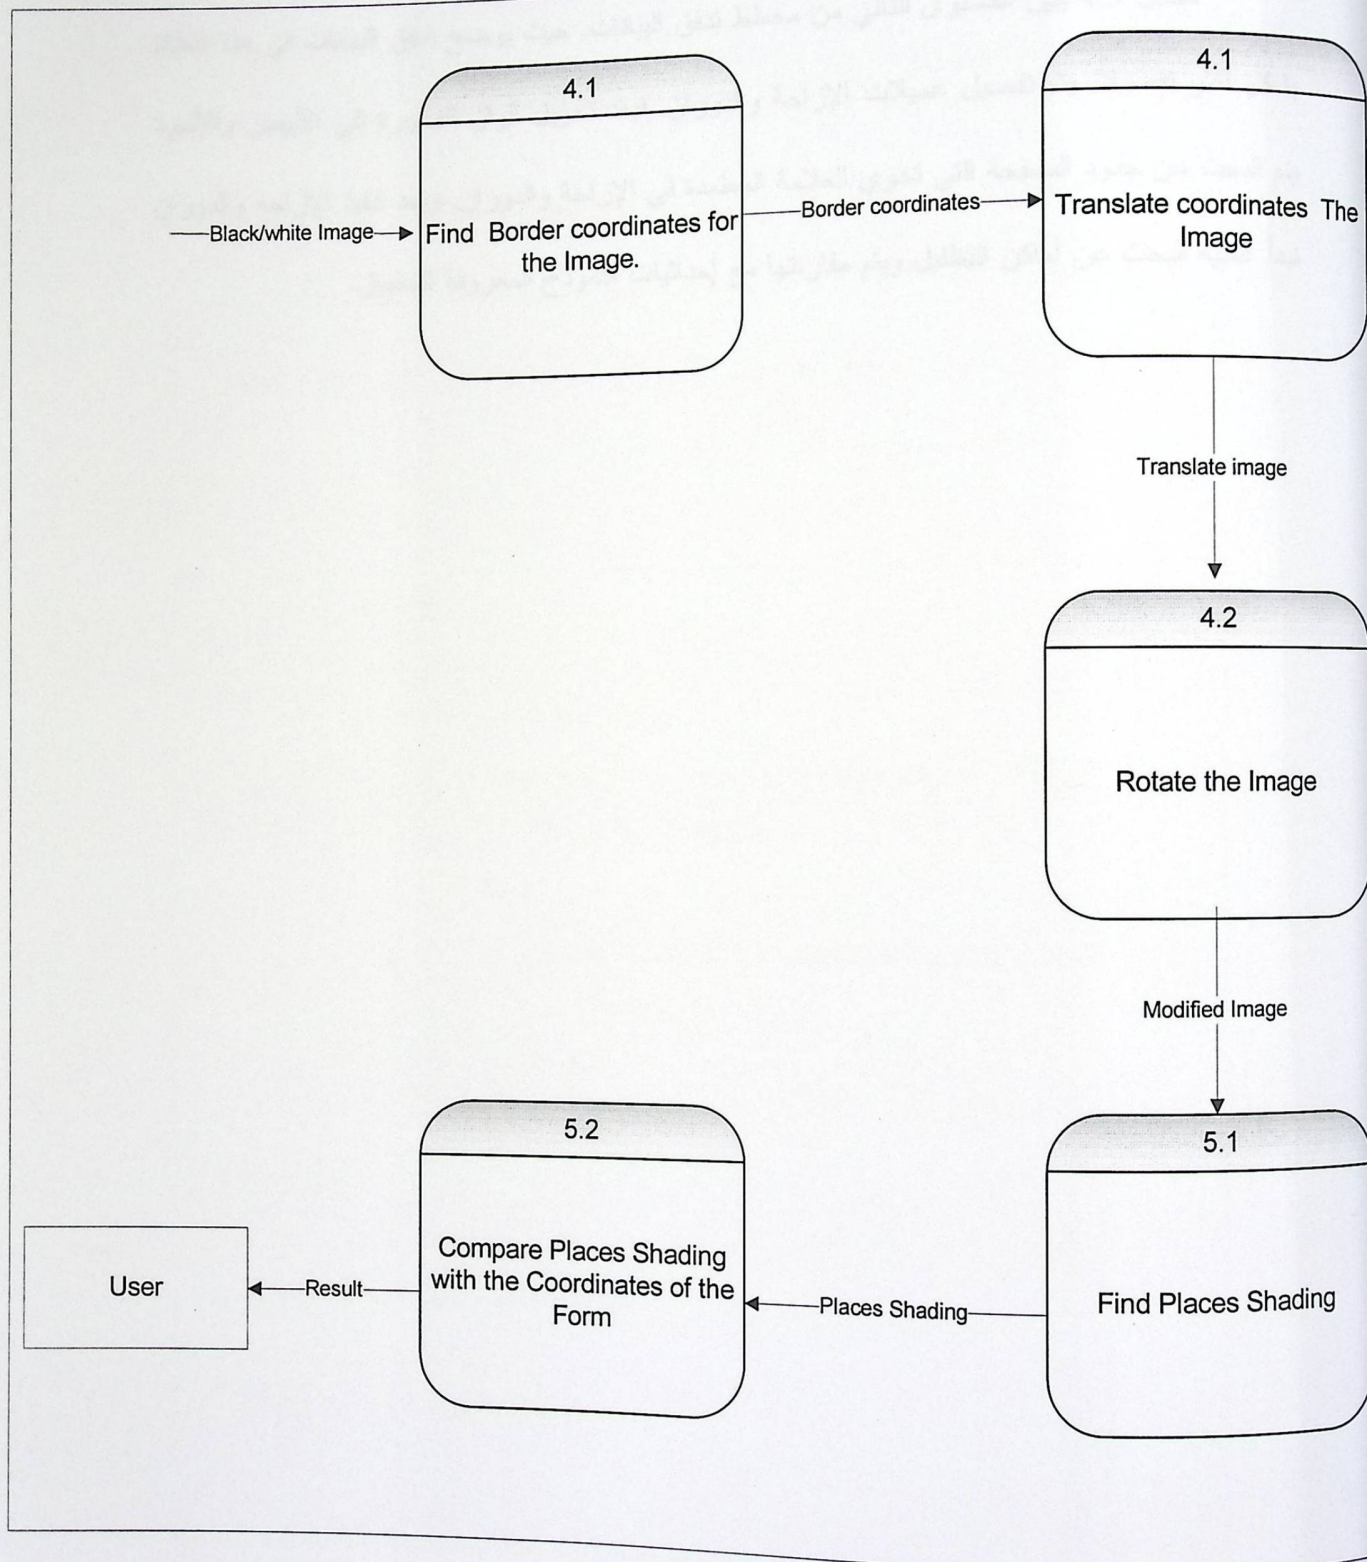 4.1
Find Border coordinates for
the Image.
Black/white Image
Border coordinates
4.1
Translate coordinates The
Image
Translate image
4.2
Rotate the Image
Modified Image
5.1
Find Places Shading
Places Shading
5.2
Compare Places Shading
with the Coordinates of the
Form
Result
User